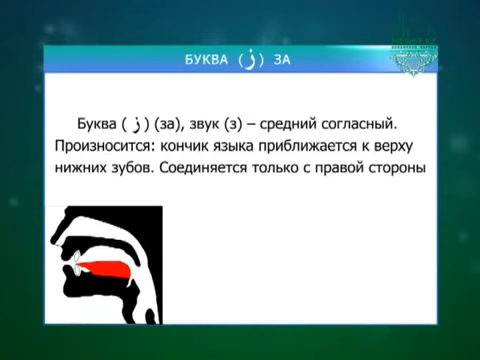 БУКВА (ز) ЗА
Буква (ز) (за), звук (з) – средний согласный.
Произносится: кончик языка приближается к верху
нижних зубов. Соединяется только с правой стороны